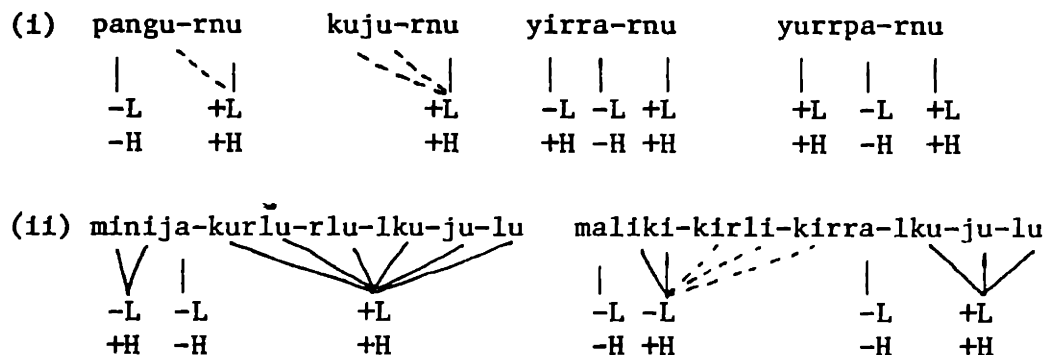 (i) pangu-rnu kuju-rnu yirra-rnu yurrpa-rnu
-L +L +L -L -L +L +L -L +L
-H +H +H +H -H +H +H -H +H
(ii) minija-kurlu-rlu-lku-ju-lu maliki-kirli-kirra-lku-ju-lu
-L -L +L -L -L -L +L
+H -H +H -H +H -H +H